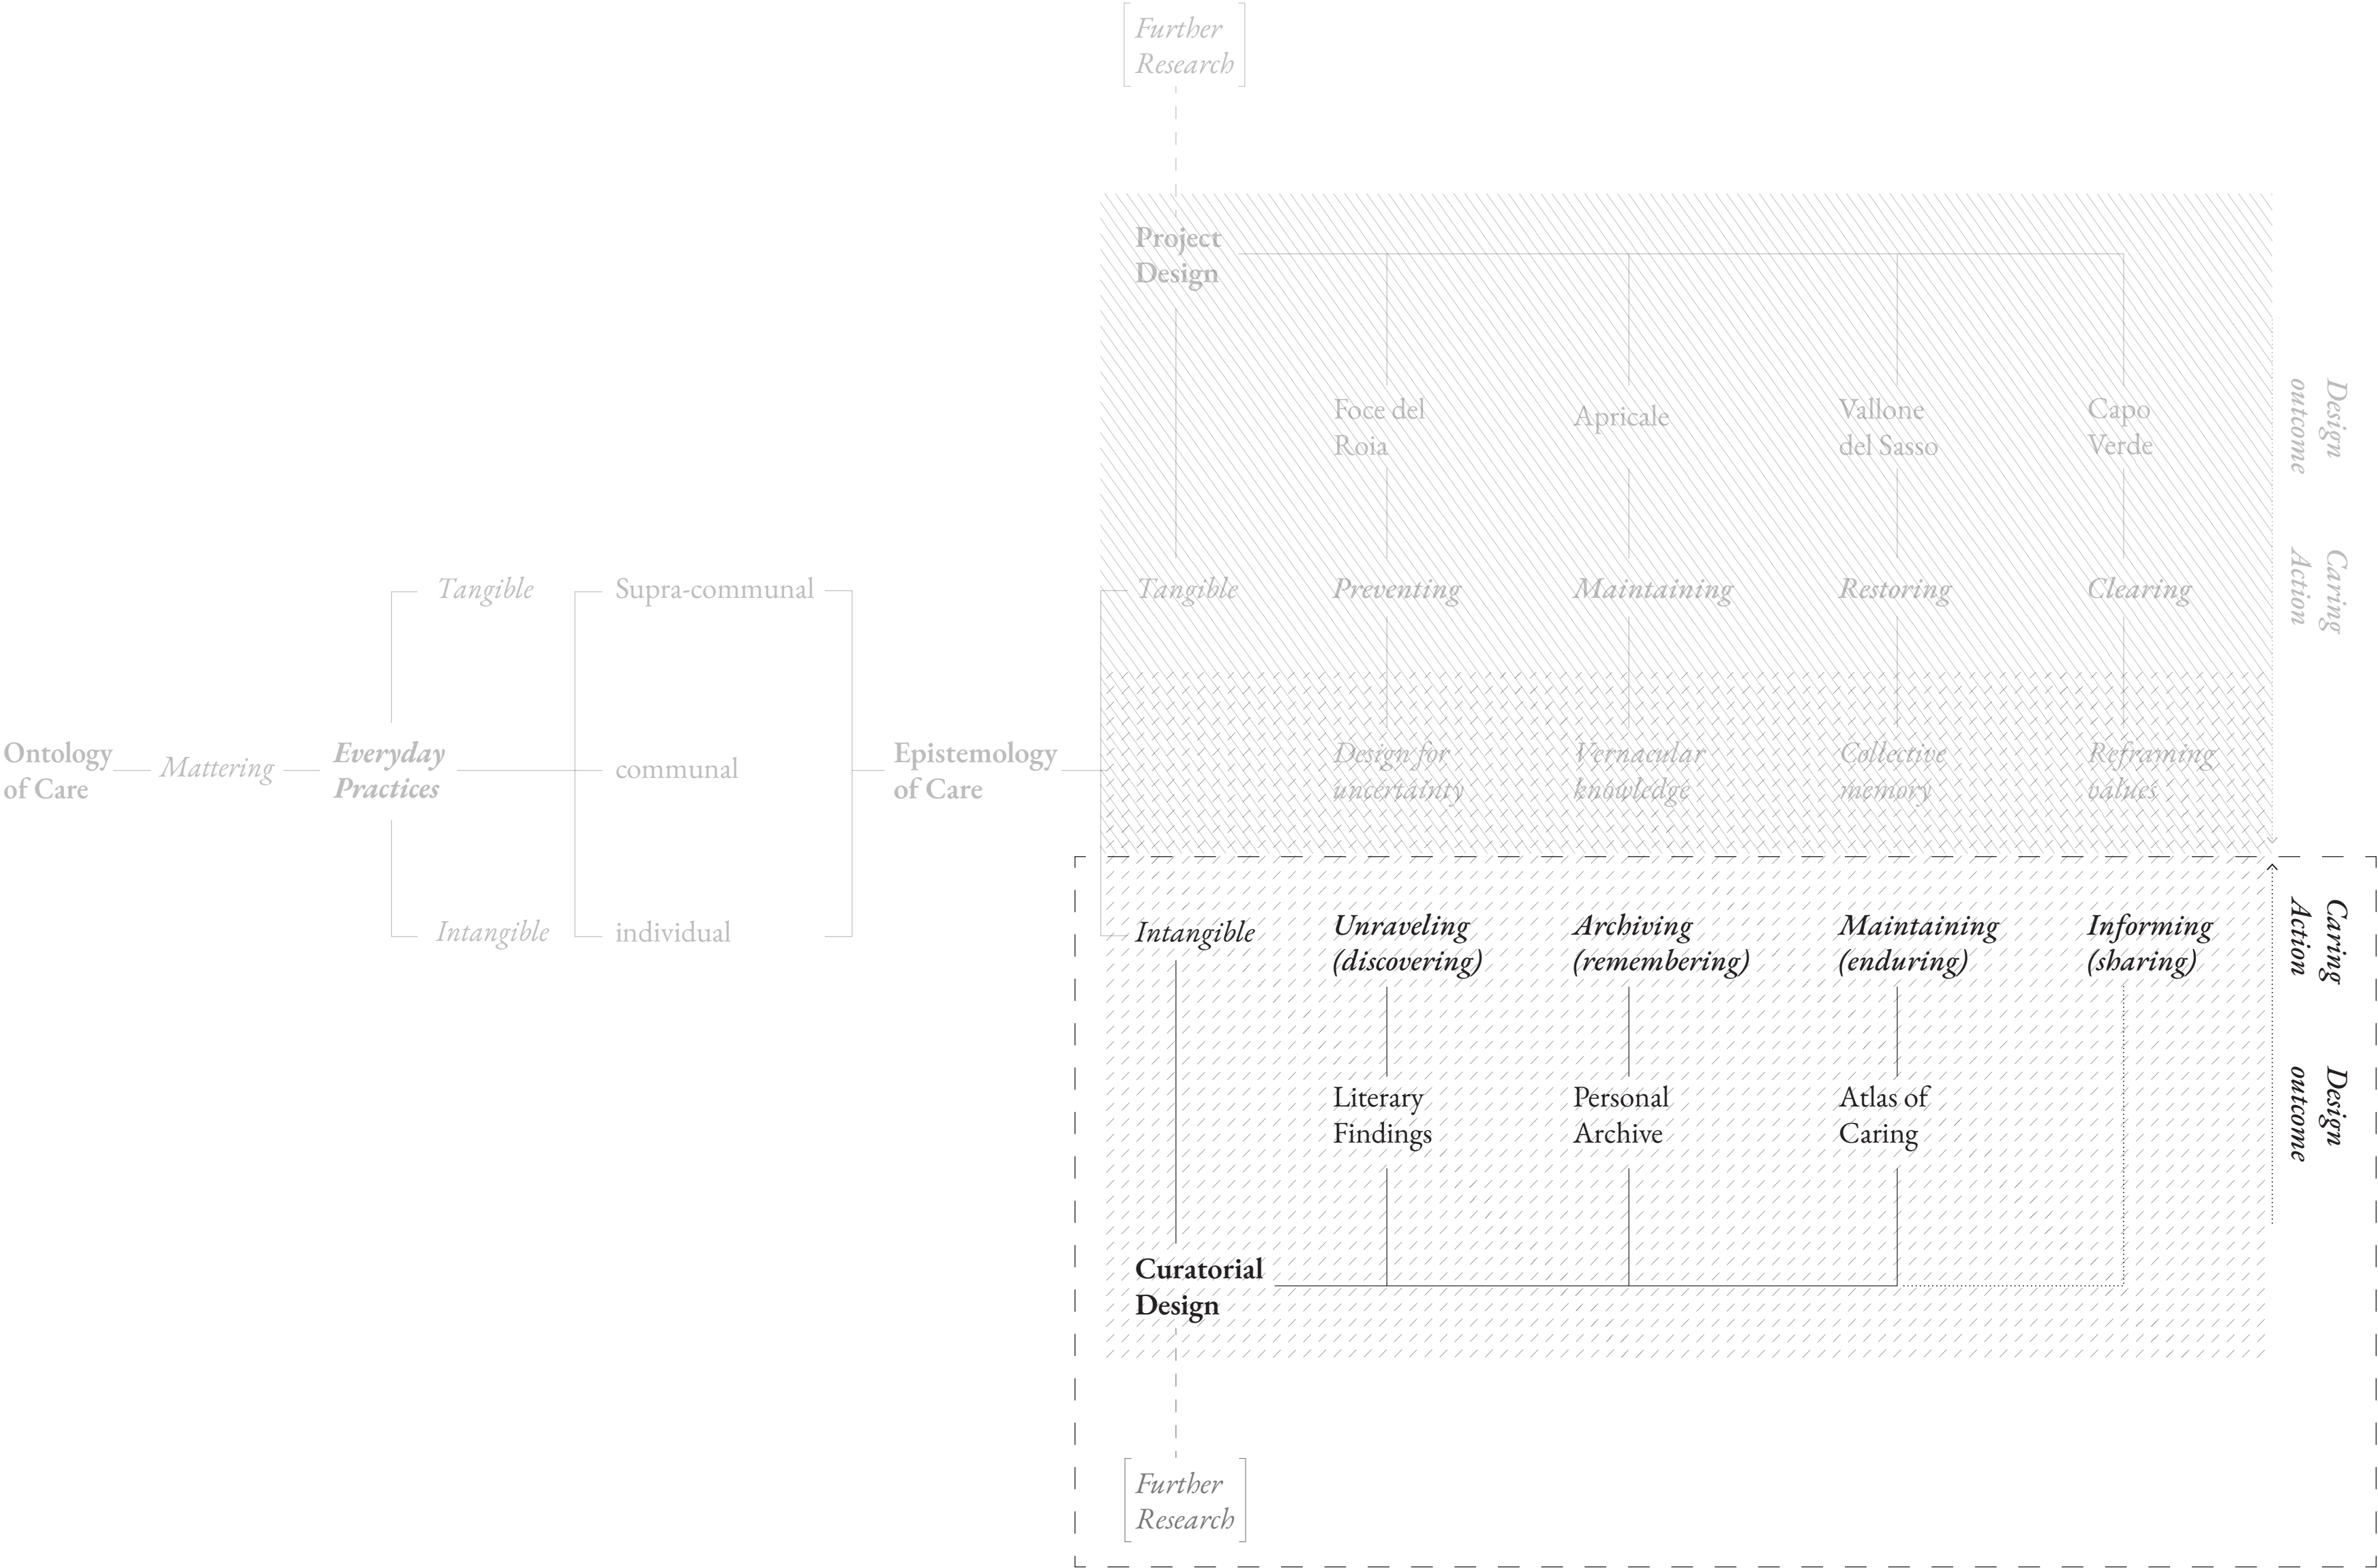 Further
Research
Project
Design
Foce del
Roia
Apricale
Vallone
del Sasso
Capo
Verde
Design
outcome
Tangible
Supra-communal
Tangible
Preventing
Maintaining
Restoring
Clearing
Caring
Action
Ontology
of Care
Mattering
Everyday
Practices
communal
Epistemology
of Care
Design for
uncertainty
Vernacular
knowledge
Collective
memory
Reframing
values
Intangible
individual
Intangible
Unraveling
(discovering)
Archiving
(remembering)
Maintaining
(enduring)
Informing
(sharing)
Caring
Action
Literary
Findings
Personal
Archive
Atlas of
Caring
Design
outcome
Curatorial
Design
Further
Research